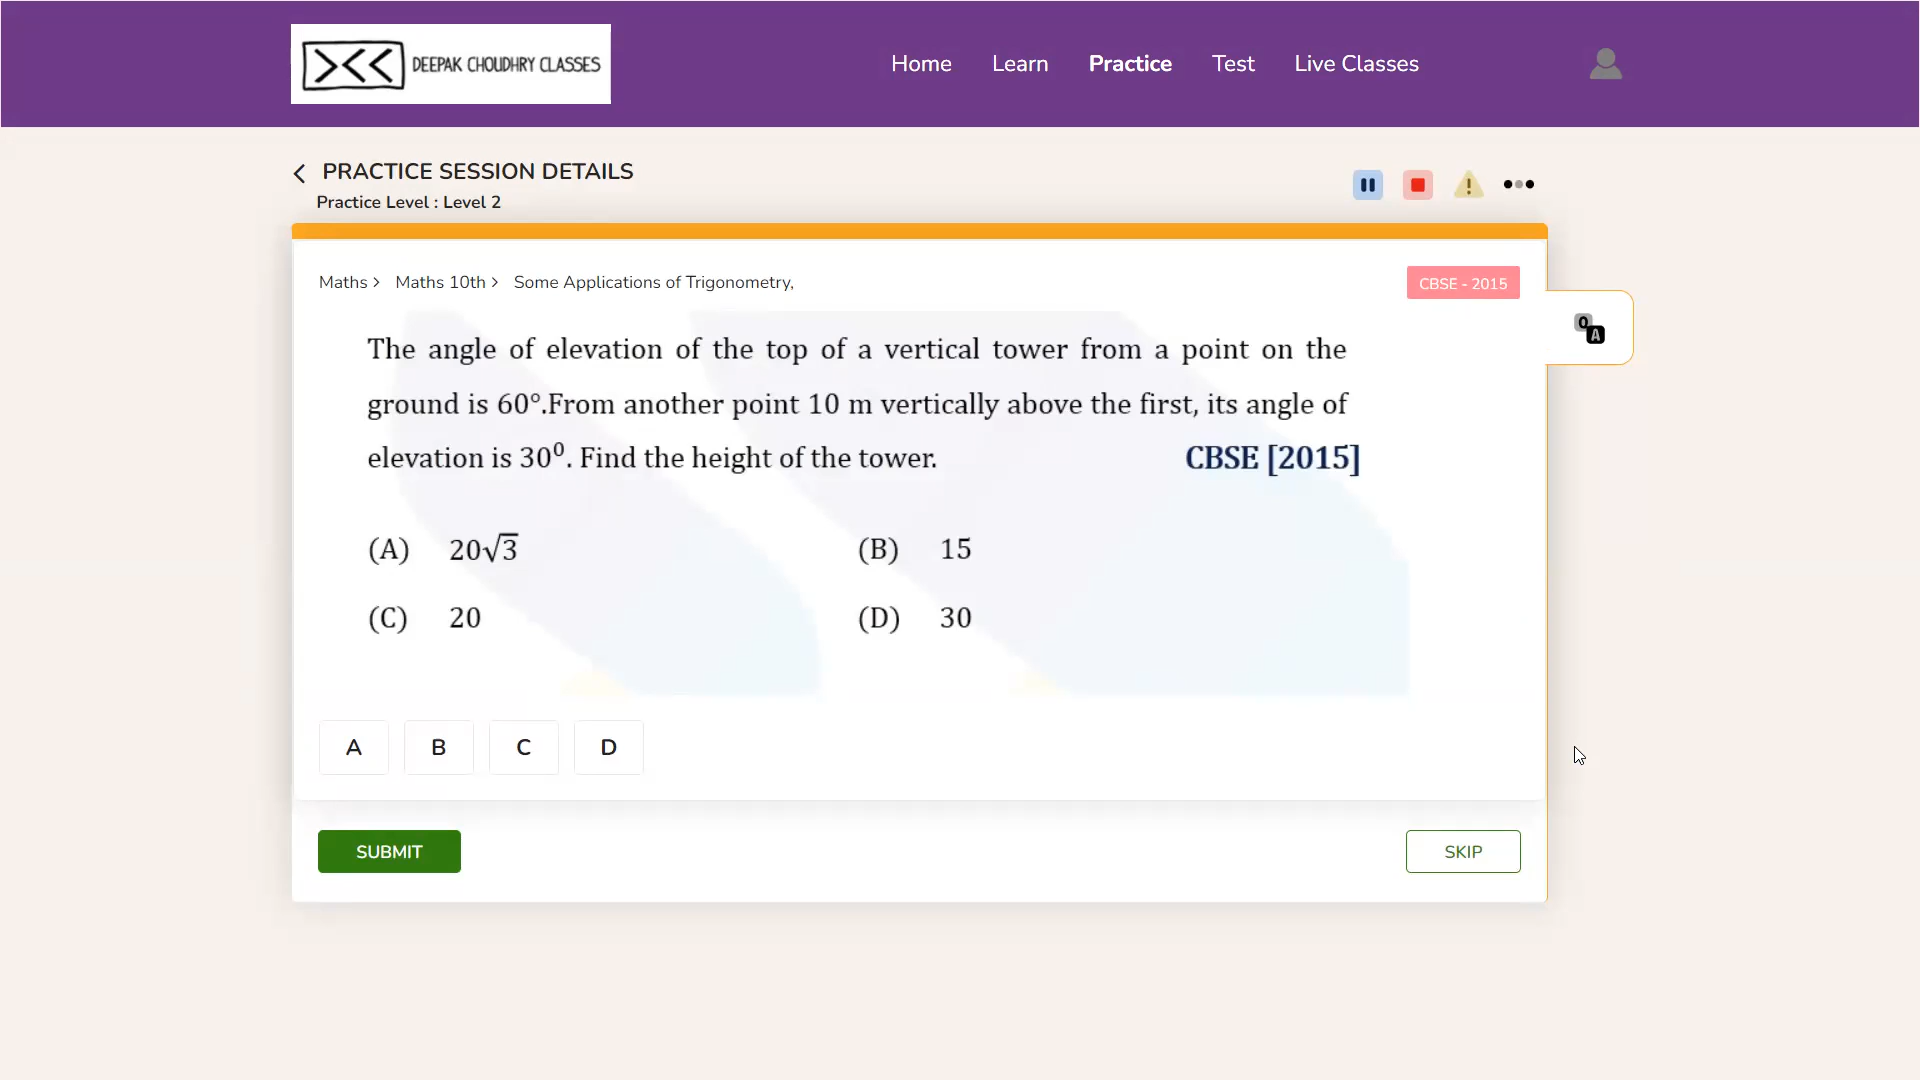 DEEPAK CHOUDHRY CLASSES
Home Learn Practice Test Live Classes
PRACTICE SESSION DETAILS
Practice Level : Level 2
Maths > Maths 10th > Some Applications of Trigonometry,
CBSE - 2015
The angle of elevation of the top of a vertical tower from a point on the
ground is 60°.From another point 10 m vertically above the first, its angle of
elevation is 30⁰. Find the height of the tower. CBSE [2015]
(A) 20√3 (B) 15
(C) 20 (D) 30
A B C D
SUBMIT SKIP